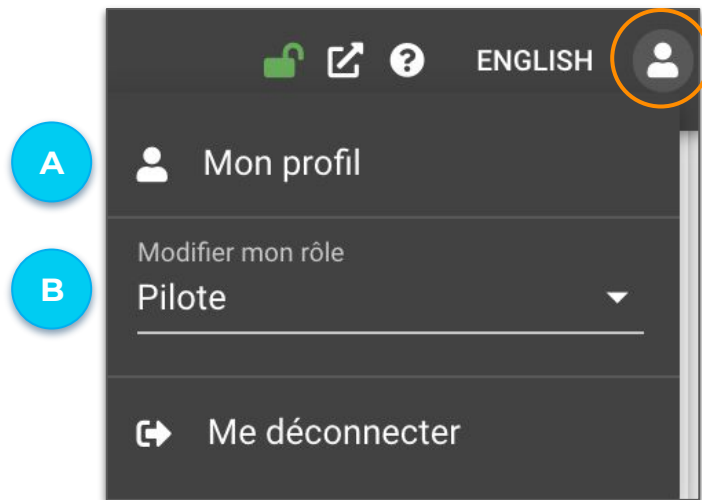 ENGLISH
A
Mon profil
Modifier mon rôle
B
Pilote
Me déconnecter